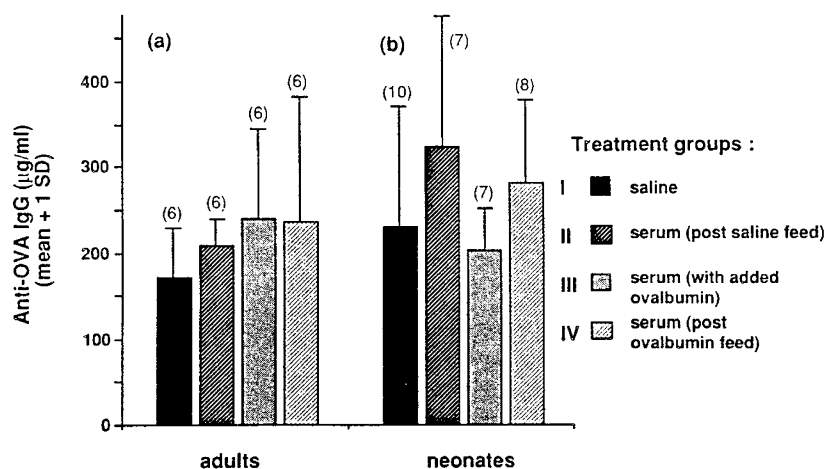 Anti-OVA IgG (µg/ml)
(mean + 1 SD)
400
300
200
100
0
(a)
(6)
(6)
(6)
(6)
adults
(b)
(10)
(7)
(7)
(8)
neonates
Treatment groups :
I saline
II serum (post saline feed)
III serum (with added
ovalbumin)
IV serum (post
ovalbumin feed)